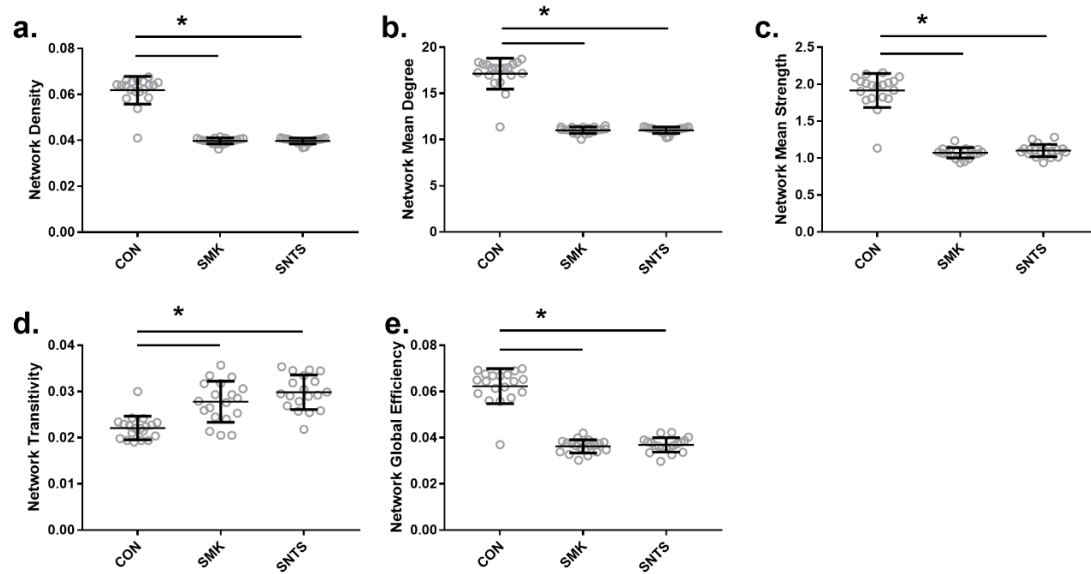 a.
*
Network Density
0.08
0.06
0.04
0.02
0.00
CON
SMK
SNTS
b.
*
Network Mean Degree
20
15
10
5
0
CON
SMK
SNTS
c.
*
Network Mean Strength
2.5
2.0
1.5
1.0
0.5
0.0
CON
SMK
SNTS
d.
*
Network Transitivity
0.04
0.03
0.02
0.01
0.00
CON
SMK
SNTS
e.
*
Network Global Efficiency
0.08
0.06
0.04
0.02
0.00
CON
SMK
SNTS